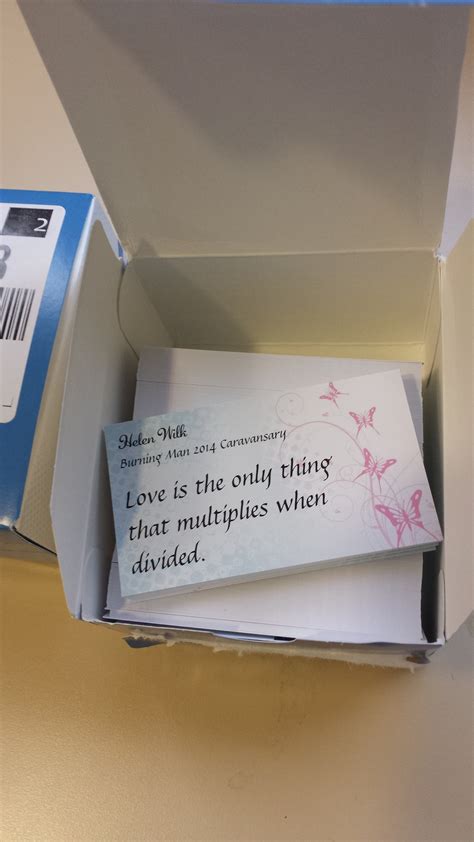 2
Helen Wilk
Burning Man 2014 Caravansary
Love is the only thing
that multiplies when
divided.